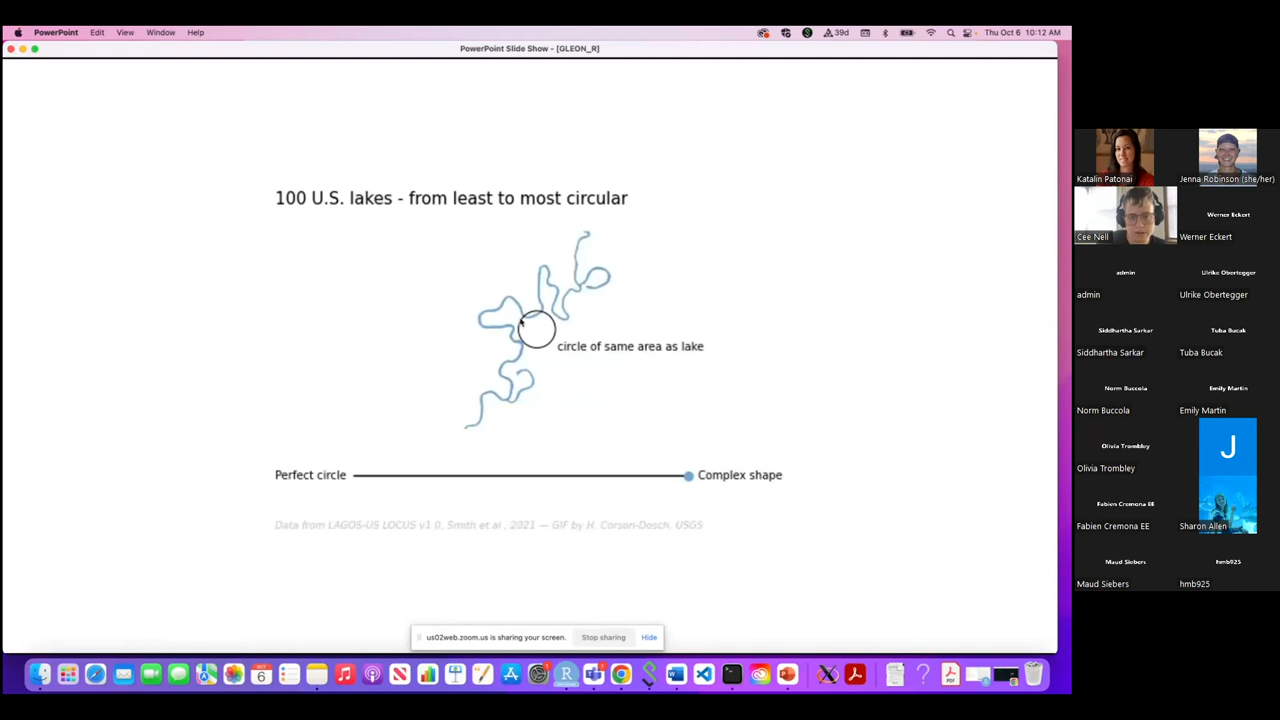 PowerPoint Edit View Window Help
39d
Thu Oct 6 10:12 AM
PowerPoint Slide Show - [GLEON_R]
100 U.S. lakes - from least to most circular
circle of same area as lake
Perfect circle
Complex shape
Data from LAGOS-US LOCUS v1.0, Smith et al., 2021 — GIF by H. Corson-Dosch, USGS
us02web.zoom.us is sharing your screen. Stop sharing Hide
Katalin Patonai
Jenna Robinson (she/her)
Cee Nell
Werner Eckert
Werner Eckert
admin
admin
Ulrike Obertegger
Ulrike Obertegger
Siddhartha Sarkar
Siddhartha Sarkar
Tuba Bucak
Tuba Bucak
Norm Buccola
Norm Buccola
Emily Martin
Emily Martin
Olivia Trombley
Olivia Trombley
J
Fabien Cremona EE
Fabien Cremona EE
Sharon Allen
Maud Siebers
Maud Siebers
hmb925
hmb925
OCT
6
PDF